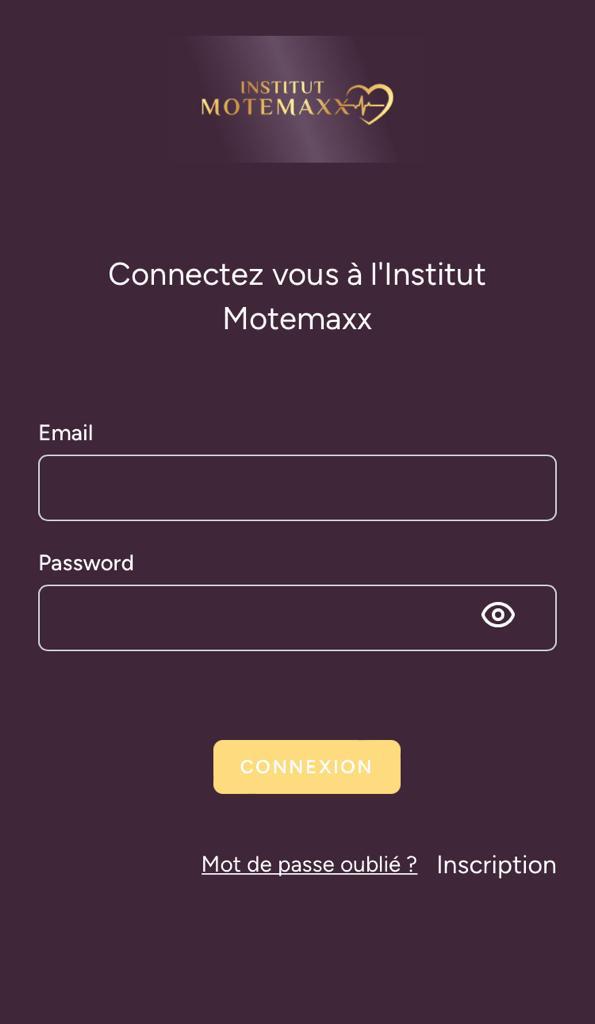 INSTITUT
MOTEMAXX
Connectez vous à l'Institut
Motemaxx
Email
Password
CONNEXION
Mot de passe oublié ? Inscription